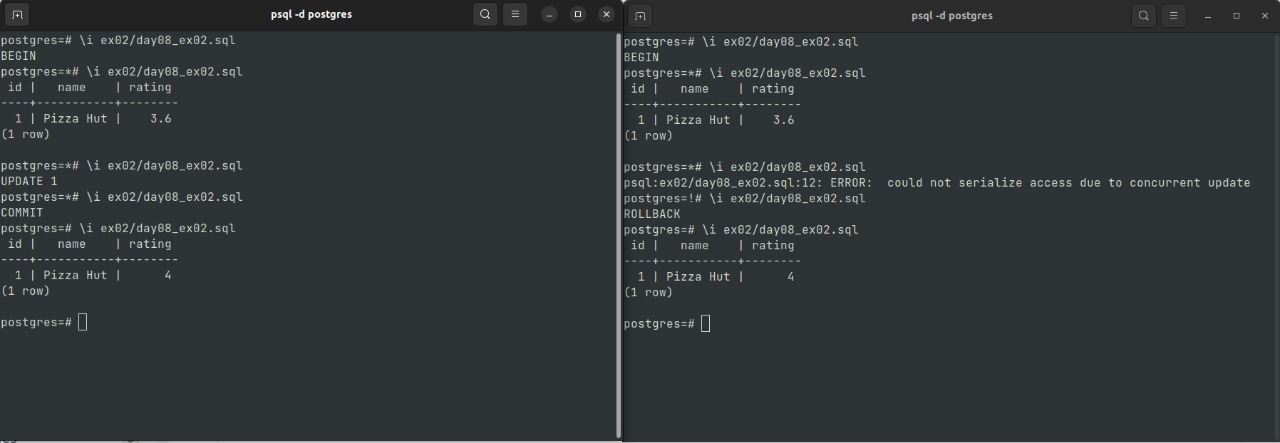 psql -d postgres
postgres=# \i ex02/day08_ex02.sql
BEGIN
postgres=*# \i ex02/day08_ex02.sql
 id |   name    | rating
----+-----------+--------
  1 | Pizza Hut |    3.6
(1 row)
postgres=*# \i ex02/day08_ex02.sql
UPDATE 1
postgres=*# \i ex02/day08_ex02.sql
COMMIT
postgres=# \i ex02/day08_ex02.sql
 id |   name    | rating
----+-----------+--------
  1 | Pizza Hut |      4
(1 row)
postgres=#
psql -d postgres
postgres=# \i ex02/day08_ex02.sql
BEGIN
postgres=*# \i ex02/day08_ex02.sql
 id |   name    | rating
----+-----------+--------
  1 | Pizza Hut |    3.6
(1 row)
postgres=*# \i ex02/day08_ex02.sql
psql:ex02/day08_ex02.sql:12: ERROR:  could not serialize access due to concurrent update
postgres=!# \i ex02/day08_ex02.sql
ROLLBACK
postgres=# \i ex02/day08_ex02.sql
 id |   name    | rating
----+-----------+--------
  1 | Pizza Hut |      4
(1 row)
postgres=#